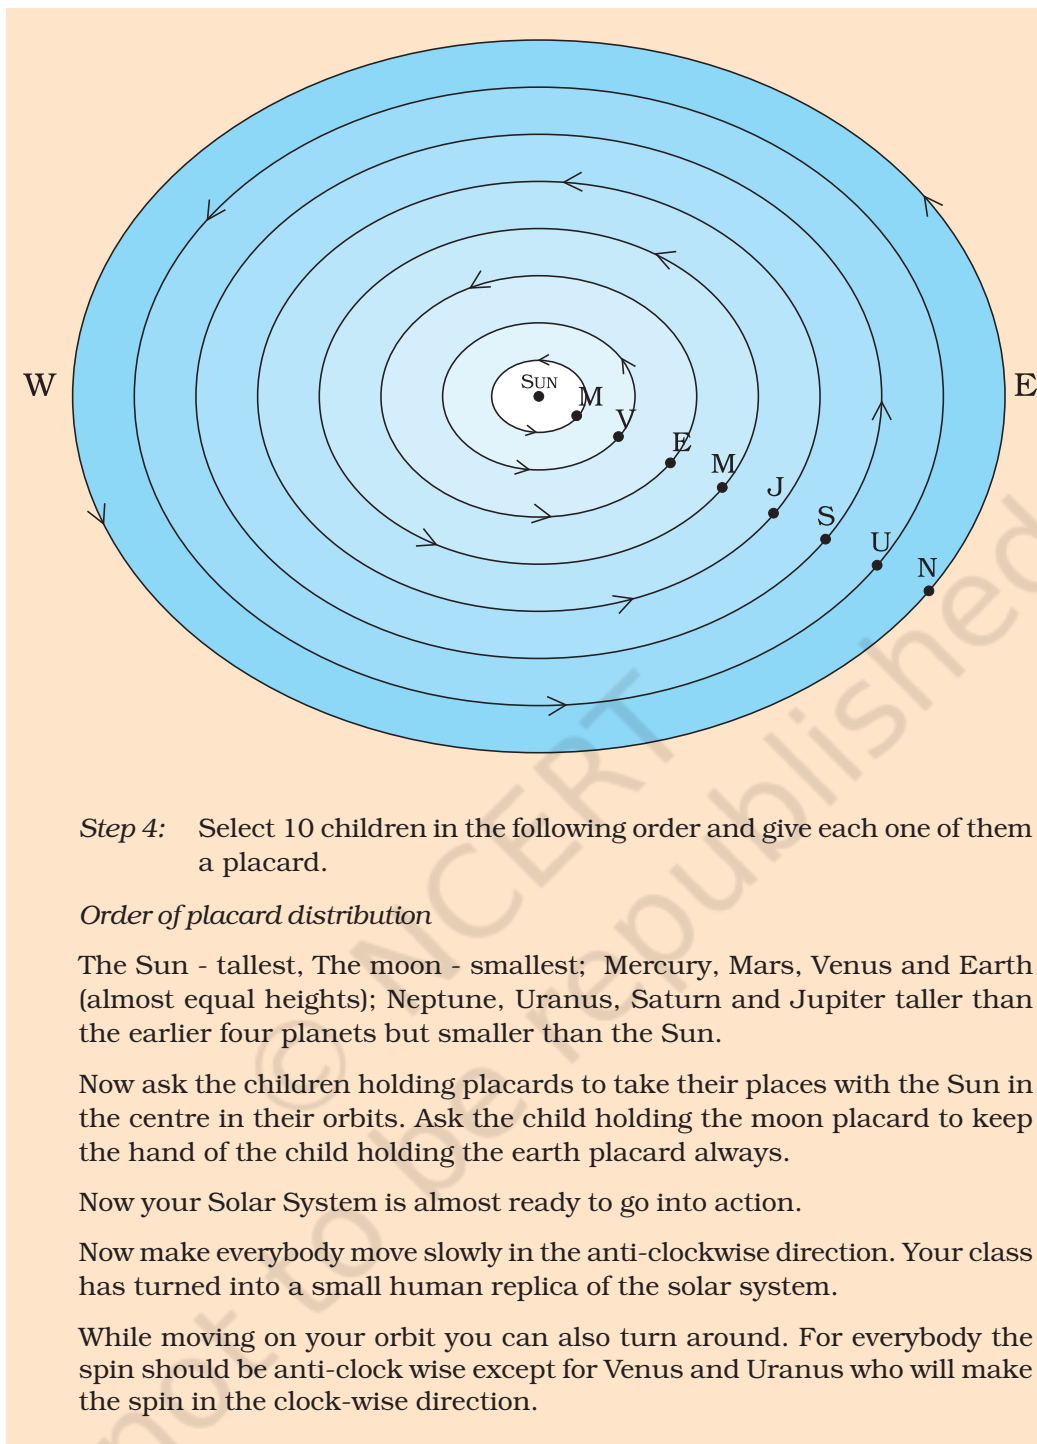 W
E
SUN
M
V
E
M
J
S
U
N
Step 4: Select 10 children in the following order and give each one of them
a placard.
Order of placard distribution
The Sun - tallest, The moon - smallest; Mercury, Mars, Venus and Earth
(almost equal heights); Neptune, Uranus, Saturn and Jupiter taller than
the earlier four planets but smaller than the Sun.
Now ask the children holding placards to take their places with the Sun in
the centre in their orbits. Ask the child holding the moon placard to keep
the hand of the child holding the earth placard always.
Now your Solar System is almost ready to go into action.
Now make everybody move slowly in the anti-clockwise direction. Your class
has turned into a small human replica of the solar system.
While moving on your orbit you can also turn around. For everybody the
spin should be anti-clock wise except for Venus and Uranus who will make
the spin in the clock-wise direction.
© NCERT
not to be republished